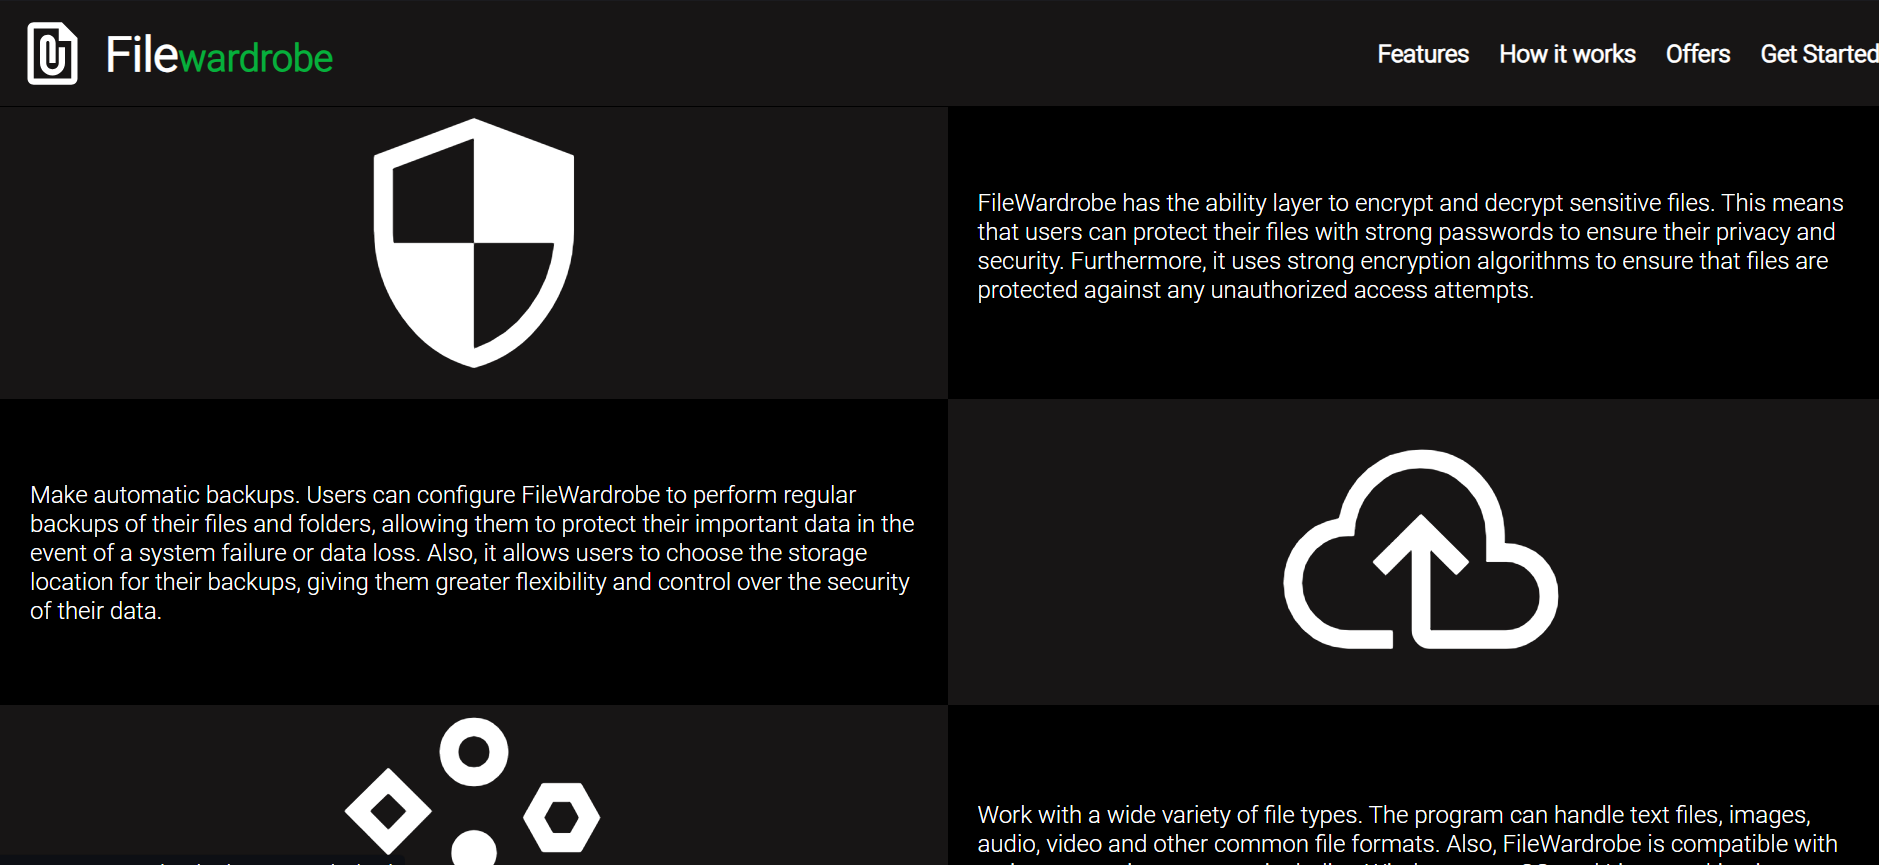 Filewardrobe
Features How it works Offers Get Started
FileWardrobe has the ability layer to encrypt and decrypt sensitive files. This means
that users can protect their files with strong passwords to ensure their privacy and
security. Furthermore, it uses strong encryption algorithms to ensure that files are
protected against any unauthorized access attempts.
Make automatic backups. Users can configure FileWardrobe to perform regular
backups of their files and folders, allowing them to protect their important data in the
event of a system failure or data loss. Also, it allows users to choose the storage
location for their backups, giving them greater flexibility and control over the security
of their data.
Work with a wide variety of file types. The program can handle text files, images,
audio, video and other common file formats. Also, FileWardrobe is compatible with